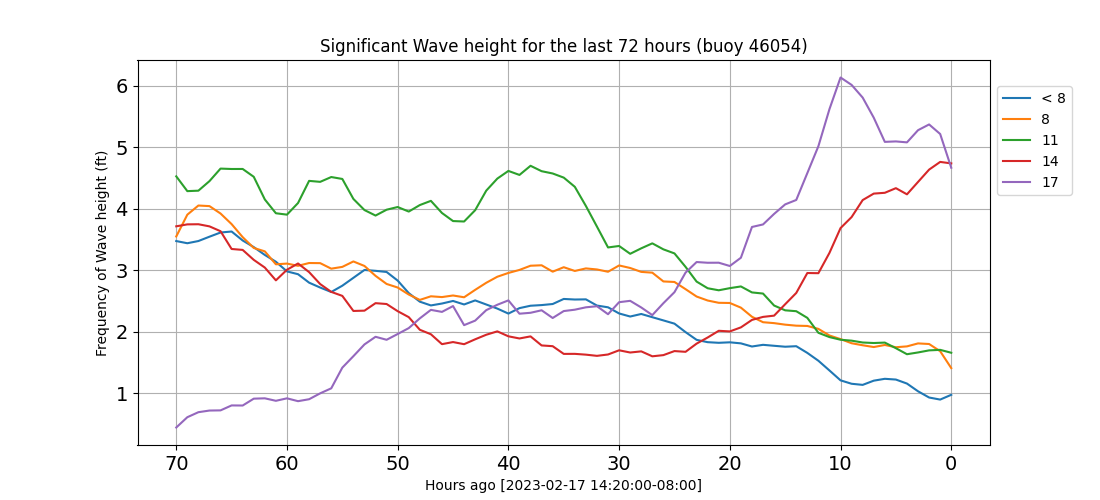 Significant Wave height for the last 72 hours (buoy 46054)
Frequency of Wave height (ft)
6
5
4
3
2
1
70 60 50 40 30 20 10 0
Hours ago [2023-02-17 14:20:00-08:00]
< 8
8
11
14
17